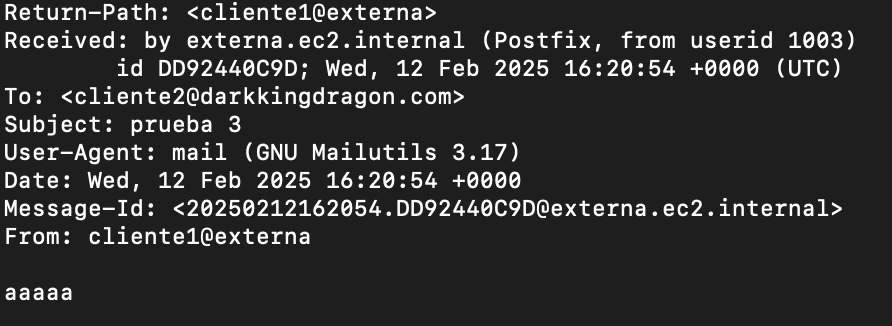 Return-Path: <cliente1@externa>
Received: by externa.ec2.internal (Postfix, from userid 1003)
        id DD92440C9D; Wed, 12 Feb 2025 16:20:54 +0000 (UTC)
To: <cliente2@darkkingdragon.com>
Subject: prueba 3
User-Agent: mail (GNU Mailutils 3.17)
Date: Wed, 12 Feb 2025 16:20:54 +0000
Message-Id: <20250212162054.DD92440C9D@externa.ec2.internal>
From: cliente1@externa

aaaaa